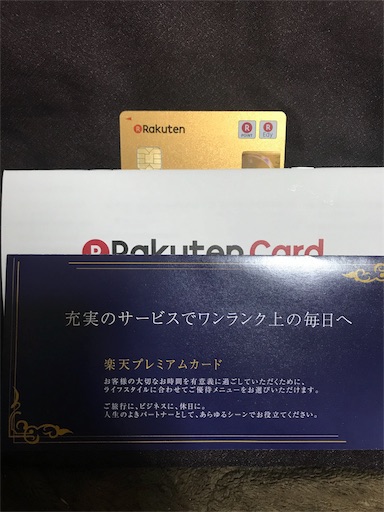 Rakuten
R POINT
R Edy
Rakuten Card
充実のサービスでワンランク上の毎日へ
楽天プレミアムカード
お客様の大切なお時間を有意義に過ごしていただくために、
ライフスタイルに合わせてご優待メニューをお選びいただけます。
ご旅行に、ビジネスに、休日に。
人生のよきパートナーとして、あらゆるシーンでお役立てください。